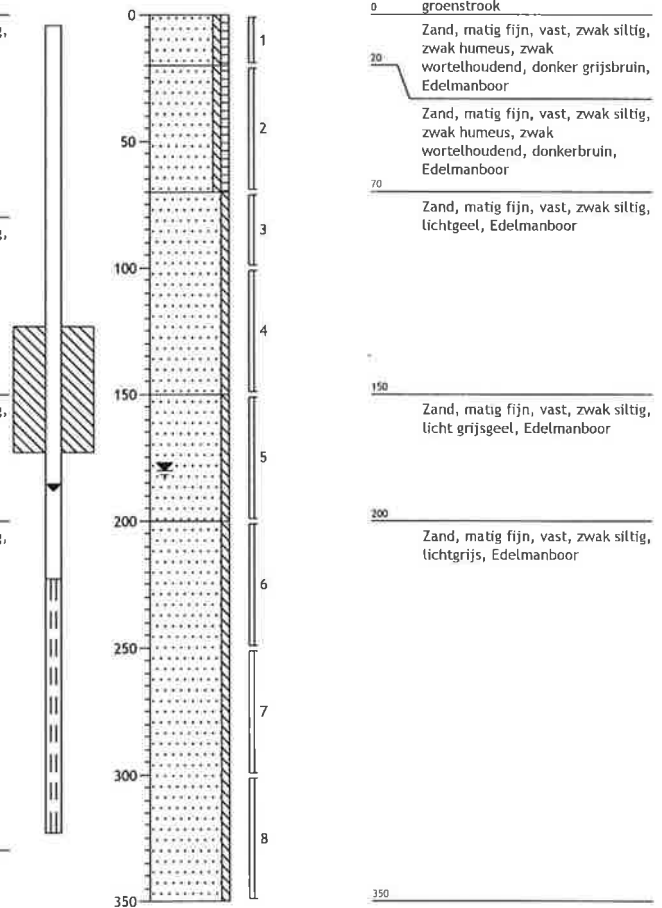 g,
g,
g,
g,
0
50
100
150
200
250
300
350
1
2
3
4
5
6
7
8
0 groenstrook
Zand, matig fijn, vast, zwak siltig,
zwak humeus, zwak
20 wortelhoudend, donker grijsbruin,
Edelmanboor
Zand, matig fijn, vast, zwak siltig,
zwak humeus, zwak
wortelhoudend, donkerbruin,
Edelmanboor
70
Zand, matig fijn, vast, zwak siltig,
lichtgeel, Edelmanboor
150
Zand, matig fijn, vast, zwak siltig,
licht grijsgeel, Edelmanboor
200
Zand, matig fijn, vast, zwak siltig,
lichtgrijs, Edelmanboor
350